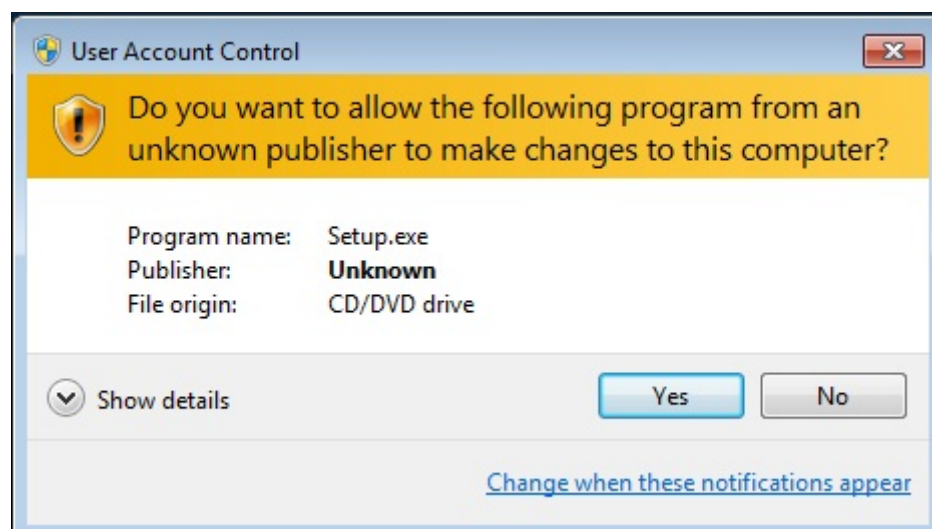 User Account Control
Do you want to allow the following program from an
unknown publisher to make changes to this computer?
Program name: Setup.exe
Publisher: Unknown
File origin: CD/DVD drive
Show details
Yes
No
Change when these notifications appear